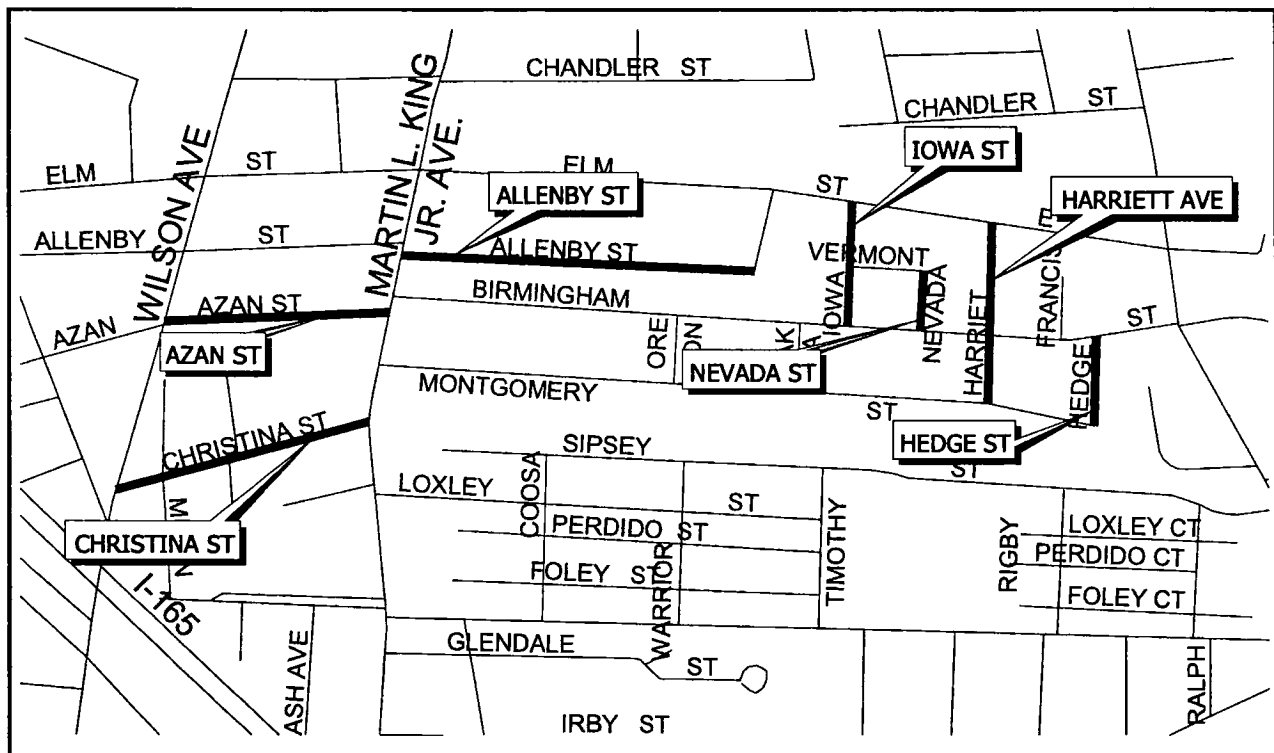 CHANDLER ST
CHANDLER ST
WILSON AVE
MARTIN L. KING
JR. AVE.
IOWA ST
ELM ST
ELM ST
ALLENBY ST
HARRIETT AVE
E
ALLENBY ST
ALLENBY ST
VERMONT
FRANCIS
BIRMINGHAM
ST
AZAN
AZAN ST
AZAN ST
ORE
ON
AK
A
IOWA
NEVADA
HARRIET
HEDGE
NEVADA ST
MONTGOMERY
ST
HEDGE ST
CHRISTINA ST
SIPSEY
ST
LOXLEY
ST
COOSA
TIMOTHY
RIGBY
LOXLEY CT
PERDIDO ST
PERDIDO CT
CHRISTINA ST
FOLEY ST
WARRIOR
FOLEY CT
I-165
GLENDALE
ST
ASH AVE
RALPH
IRBY ST